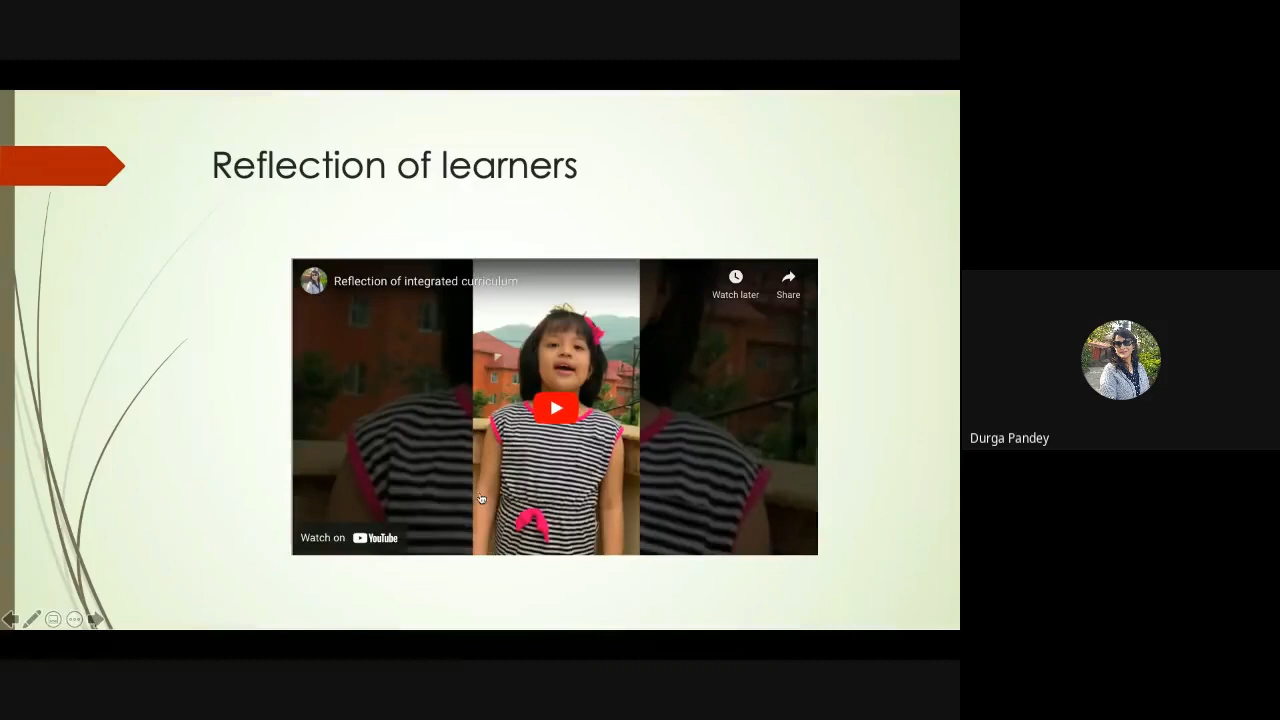 Reflection of learners
Reflection of integrated curriculum
Watch later
Share
Watch on YouTube
Durga Pandey